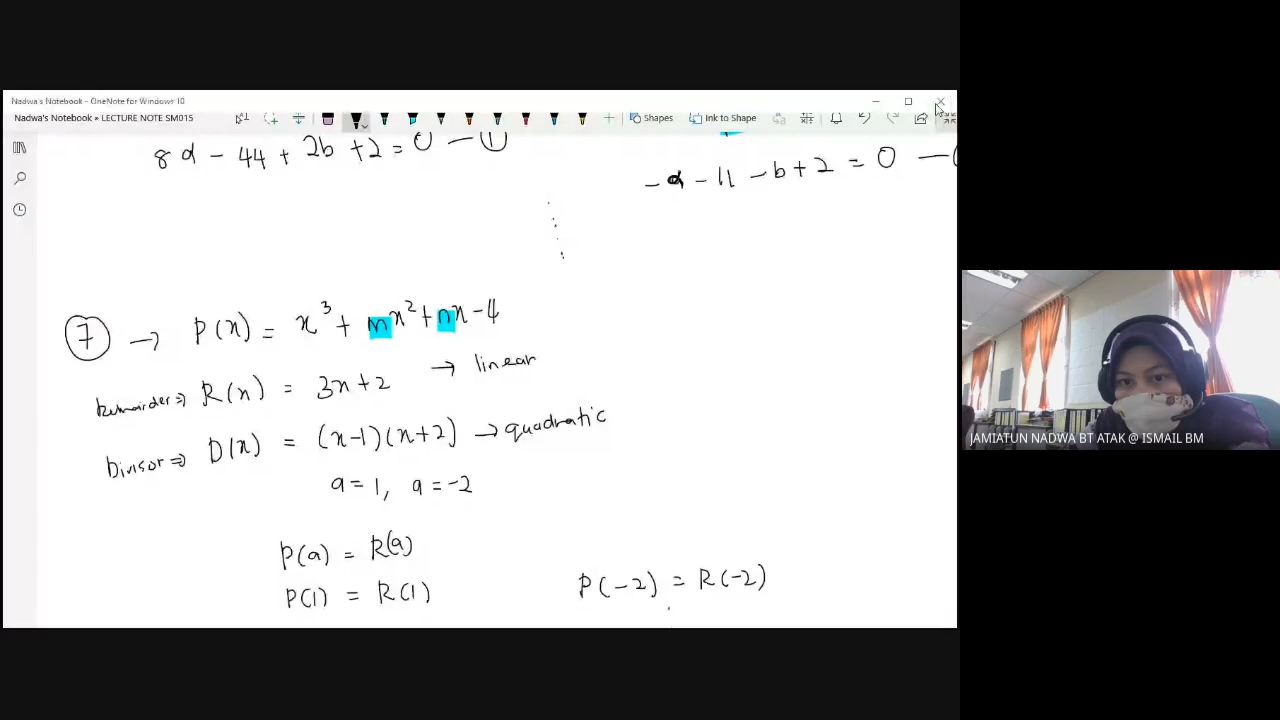 Nadwa's Notebook - OneNote for Windows 10
Nadwa's Notebook » LECTURE NOTE SM015
Shapes
Ink to Shape
8a - 44 + 2b + 2 = 0 — ①
-a - 11 - b + 2 = 0 —
⑦ → P(x) = x³ + mx² + nx - 4
Remainder ⇒ R(x) = 3x + 2 → linear
Divisor ⇒ D(x) = (x-1)(x+2) → quadratic
a = 1, a = -2
P(a) = R(a)
P(1) = R(1)
P(-2) = R(-2)
JAMIATUN NADWA BT ATAK @ ISMAIL BM